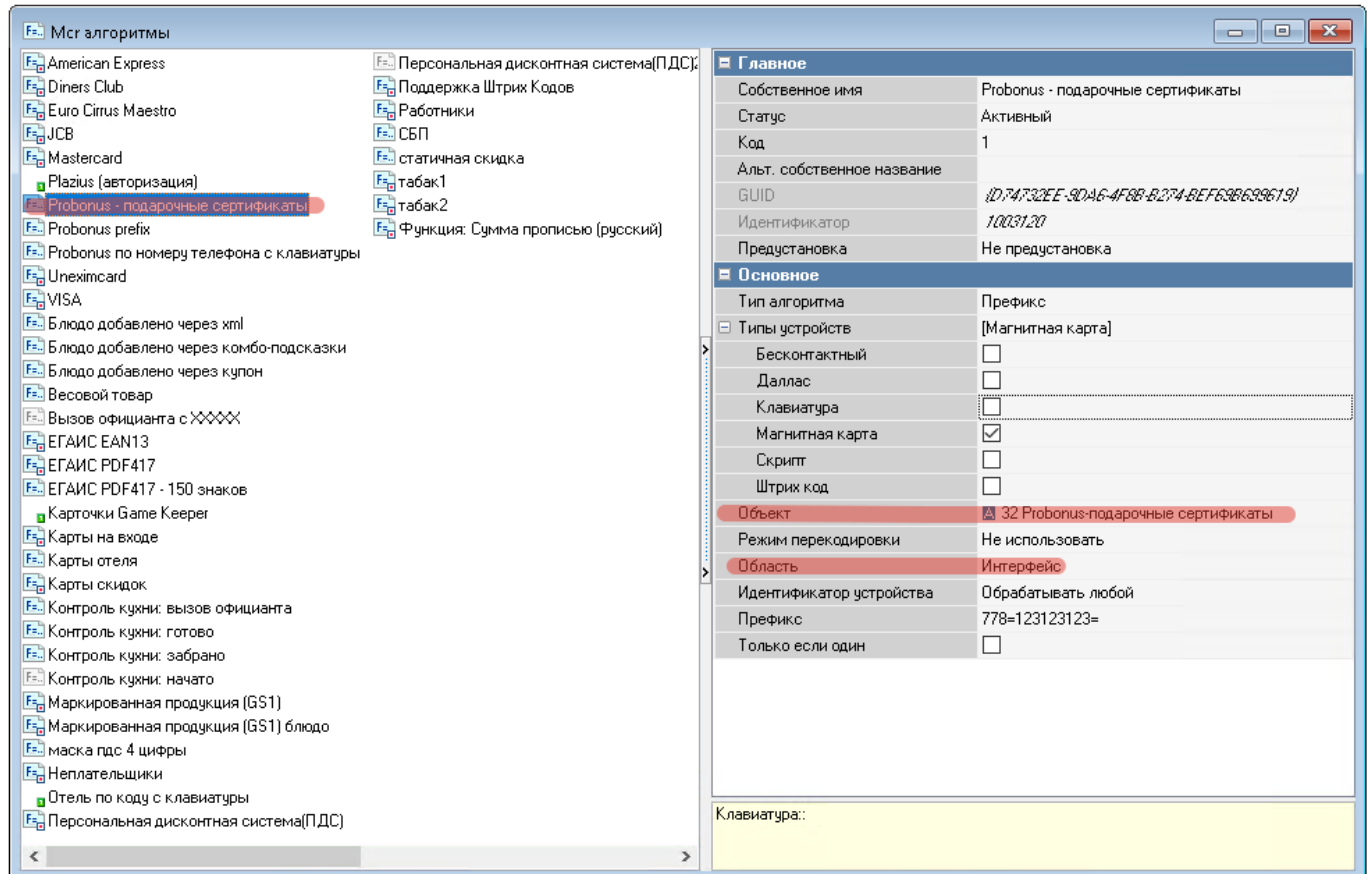 Mcr алгоритмы
American Express
Diners Club
Euro Cirrus Maestro
JCB
Mastercard
Plazius (авторизация)
Probonus - подарочные сертификаты
Probonus prefix
Probonus по номеру телефона с клавиатуры
Uneximcard
VISA
Блюдо добавлено через xml
Блюдо добавлено через комбо-подсказки
Блюдо добавлено через купон
Весовой товар
Вызов официанта с XXXXX
ЕГАИС EAN13
ЕГАИС PDF417
ЕГАИС PDF417 - 150 знаков
Карточки Game Keeper
Карты на входе
Карты отеля
Карты скидок
Контроль кухни: вызов официанта
Контроль кухни: готово
Контроль кухни: забрано
Контроль кухни: начато
Маркированная продукция (GS1)
Маркированная продукция (GS1) блюдо
маска пдс 4 цифры
Неплательщики
Отель по коду с клавиатуры
Персональная дисконтная система(ПДС)
Персональная дисконтная система(ПДС)2
Поддержка Штрих Кодов
Работники
СБП
статичная скидка
табак1
табак2
Функция: Сумма прописью (русский)
Главное
Собственное имя Probonus - подарочные сертификаты
Статус Активный
Код 1
Альт. собственное название
GUID {D74732EE-9DA6-4F8B-B274-BEF69B699619}
Идентификатор 1003120
Предустановка Не предустановка
Основное
Тип алгоритма Префикс
Типы устройств [Магнитная карта]
Бесконтактный
Даллас
Клавиатура
Магнитная карта
Скрипт
Штрих код
Объект A 32 Probonus-подарочные сертификаты
Режим перекодировки Не использовать
Область Интерфейс
Идентификатор устройства Обрабатывать любой
Префикс 778=123123123=
Только если один
Клавиатура::